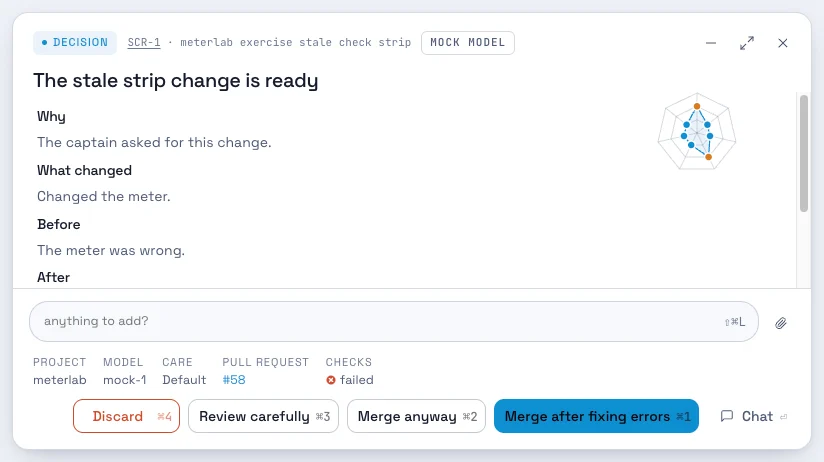 DECISION SCR-1 · meterlab exercise stale check strip MOCK MODEL
The stale strip change is ready
Why
The captain asked for this change.
What changed
Changed the meter.
Before
The meter was wrong.
After
anything to add? ⇧⌘L
PROJECT MODEL CARE PULL REQUEST CHECKS
meterlab mock-1 Default #58 failed
Discard ⌘4 Review carefully ⌘3 Merge anyway ⌘2 Merge after fixing errors ⌘1 Chat ⏎